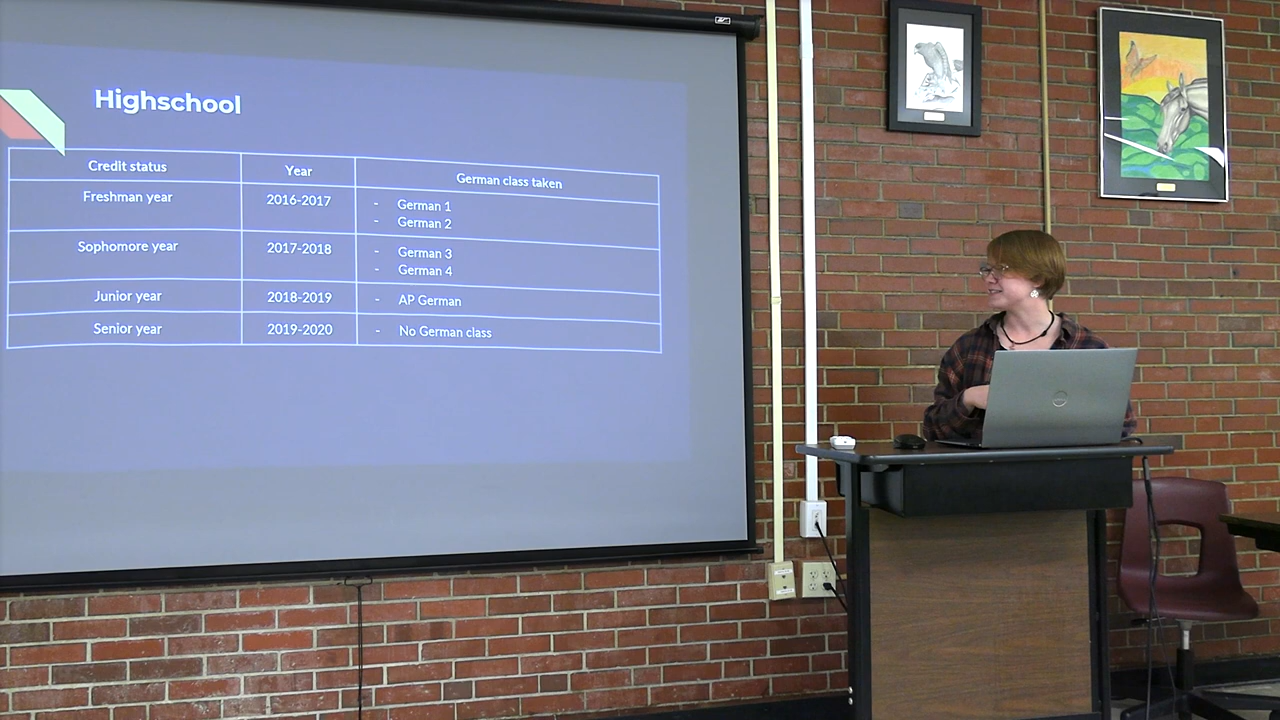 Highschool
Credit status Year German class taken
Freshman year 2016-2017 - German 1
- German 2
Sophomore year 2017-2018 - German 3
- German 4
Junior year 2018-2019 - AP German
Senior year 2019-2020 - No German class